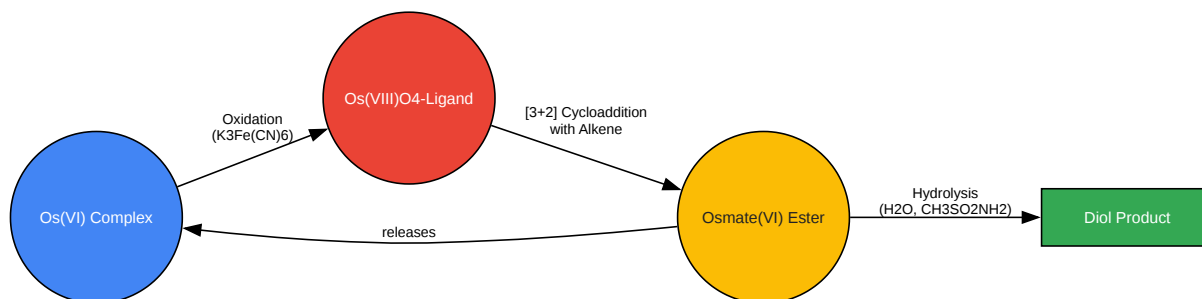 Os(VIII)O4-Ligand
Oxidation
(K3Fe(CN)6)
[3+2] Cycloaddition
with Alkene
Os(VI) Complex
releases
Osmate(VI) Ester
Hydrolysis
(H2O, CH3SO2NH2)
Diol Product